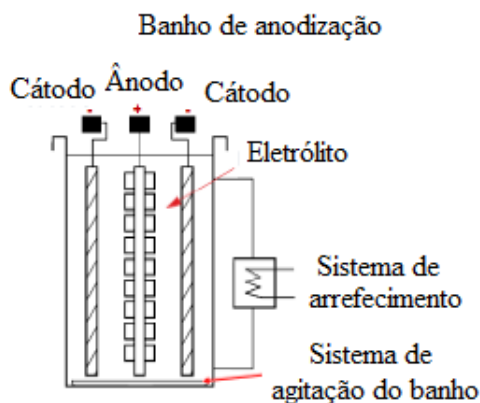 Banho de anodização
Cátodo
Ânodo
Cátodo
-
+
-
Eletrólito
Sistema de
arrefecimento
Sistema de
agitação do banho